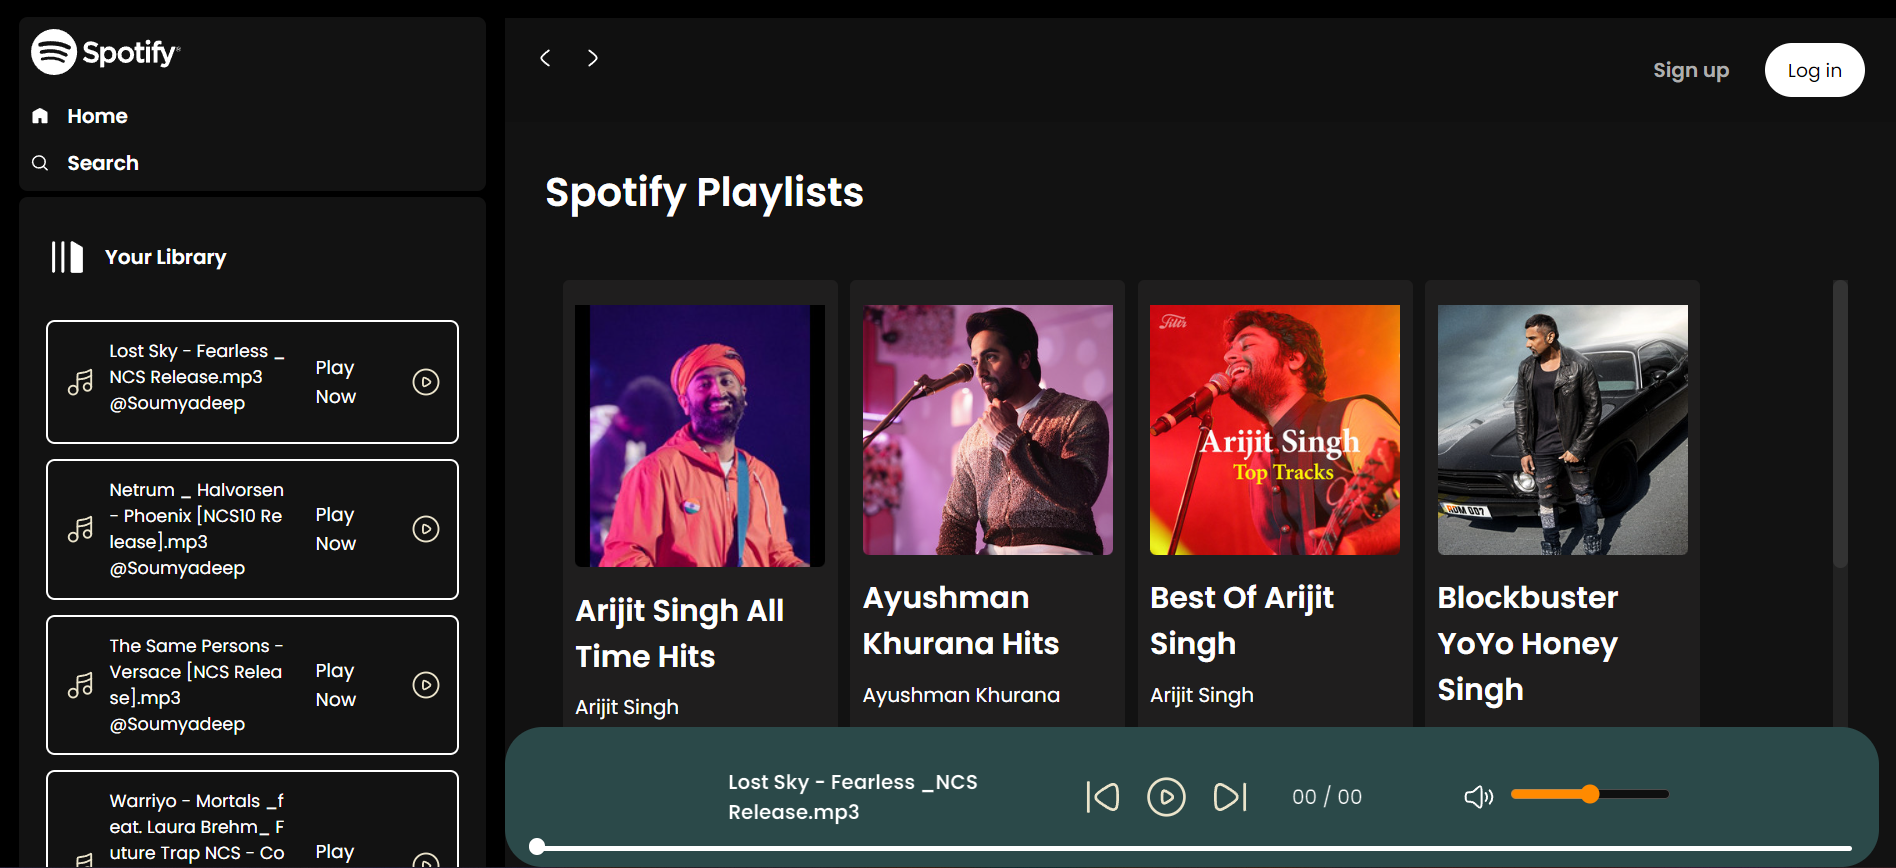 Spotify
Home
Search
Your Library
Lost Sky - Fearless _
NCS Release.mp3
@Soumyadeep
Play
Now
Netrum _ Halvorsen
- Phoenix [NCS10 Re
lease].mp3
@Soumyadeep
Play
Now
The Same Persons -
Versace [NCS Relea
se].mp3
@Soumyadeep
Play
Now
Warriyo - Mortals _f
eat. Laura Brehm_ F
uture Trap NCS - Co
Play
Sign up
Log in
Spotify Playlists
Arijit Singh
Top Tracks
Arijit Singh All
Time Hits
Arijit Singh
Ayushman
Khurana Hits
Ayushman Khurana
Best Of Arijit
Singh
Arijit Singh
Blockbuster
YoYo Honey
Singh
Lost Sky - Fearless _NCS
Release.mp3
00 / 00